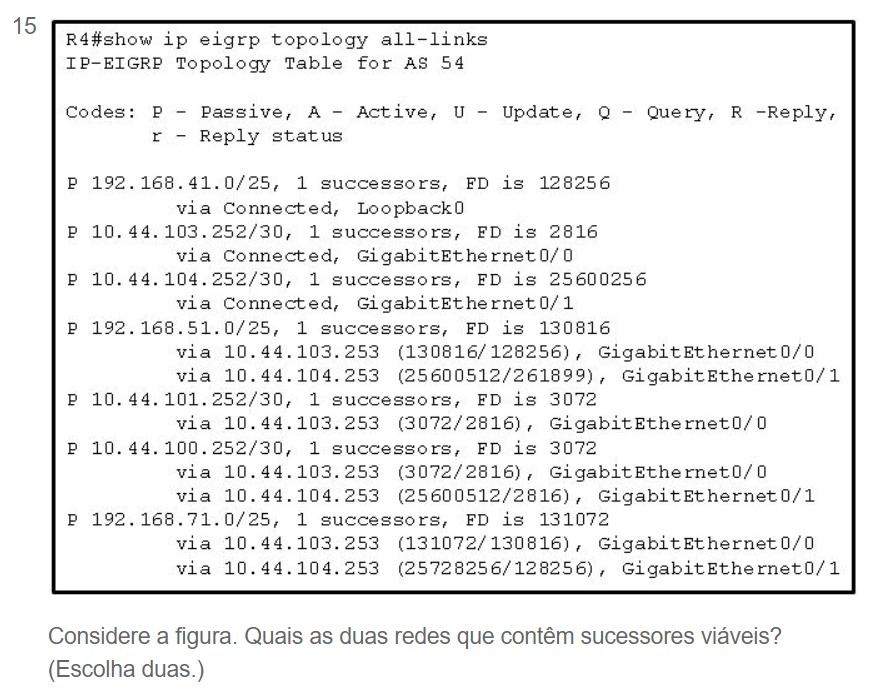 15
R4#show ip eigrp topology all-links
IP-EIGRP Topology Table for AS 54
Codes: P - Passive, A - Active, U - Update, Q - Query, R -Reply,
r - Reply status
P 192.168.41.0/25, 1 successors, FD is 128256
via Connected, Loopback0
P 10.44.103.252/30, 1 successors, FD is 2816
via Connected, GigabitEthernet0/0
P 10.44.104.252/30, 1 successors, FD is 25600256
via Connected, GigabitEthernet0/1
P 192.168.51.0/25, 1 successors, FD is 130816
via 10.44.103.253 (130816/128256), GigabitEthernet0/0
via 10.44.104.253 (25600512/261899), GigabitEthernet0/1
P 10.44.101.252/30, 1 successors, FD is 3072
via 10.44.103.253 (3072/2816), GigabitEthernet0/0
P 10.44.100.252/30, 1 successors, FD is 3072
via 10.44.103.253 (3072/2816), GigabitEthernet0/0
via 10.44.104.253 (25600512/2816), GigabitEthernet0/1
P 192.168.71.0/25, 1 successors, FD is 131072
via 10.44.103.253 (131072/130816), GigabitEthernet0/0
via 10.44.104.253 (25728256/128256), GigabitEthernet0/1
Considere a figura. Quais as duas redes que contêm sucessores viáveis?
(Escolha duas.)